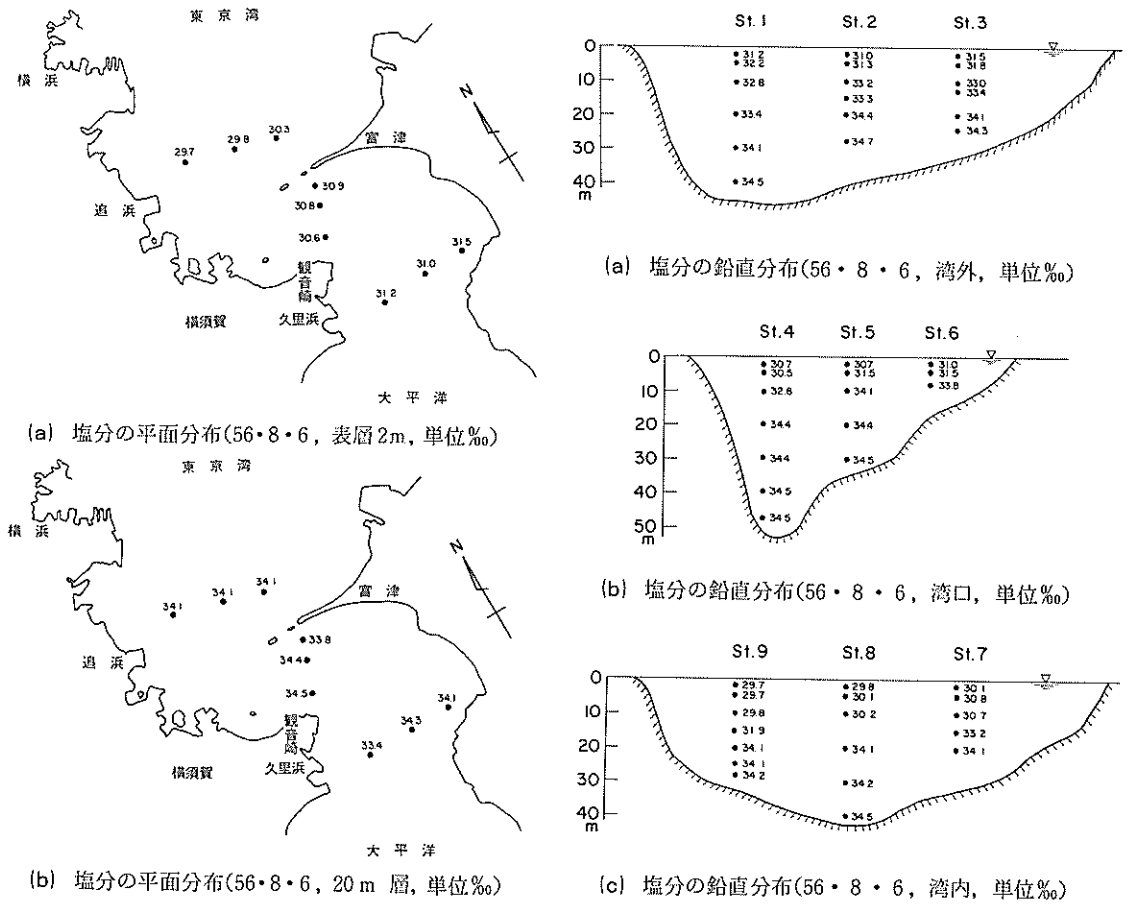 東京湾
横浜
30.3
29.8
29.7
富津
N
30.9
追浜
30.8
30.6
31.5
観音崎
31.0
31.2
横須賀
久里浜
大平洋
(a) 塩分の平面分布(56・8・6, 表層2m, 単位‰)
東京湾
横浜
34.1
34.1
34.1
富津
N
33.8
追浜
34.4
34.5
34.1
観音崎
34.3
33.4
横須賀
久里浜
大平洋
(b) 塩分の平面分布(56・8・6, 20m 層, 単位‰)
St.1 St.2 St.3
0
10
20
30
40
m
31.2 31.0 31.5
32.2 31.3 31.8
32.8 33.2 33.0
33.3 33.4
33.4 34.4 34.1
34.3
34.1 34.7
34.5
(a) 塩分の鉛直分布(56・8・6, 湾外, 単位‰)
St.4 St.5 St.6
0
10
20
30
40
50
m
30.7 30.7 31.0
30.5 31.5 31.5
33.8
32.8 34.1
34.4 34.4
34.4 34.5
34.5
34.5
(b) 塩分の鉛直分布(56・8・6, 湾口, 単位‰)
St.9 St.8 St.7
0
10
20
30
40
m
29.7 29.8 30.1
29.7 30.1 30.8
29.8 30.2 30.7
31.9 33.2
34.1 34.1 34.1
34.1
34.2 34.2
34.5
(c) 塩分の鉛直分布(56・8・6, 湾内, 単位‰)